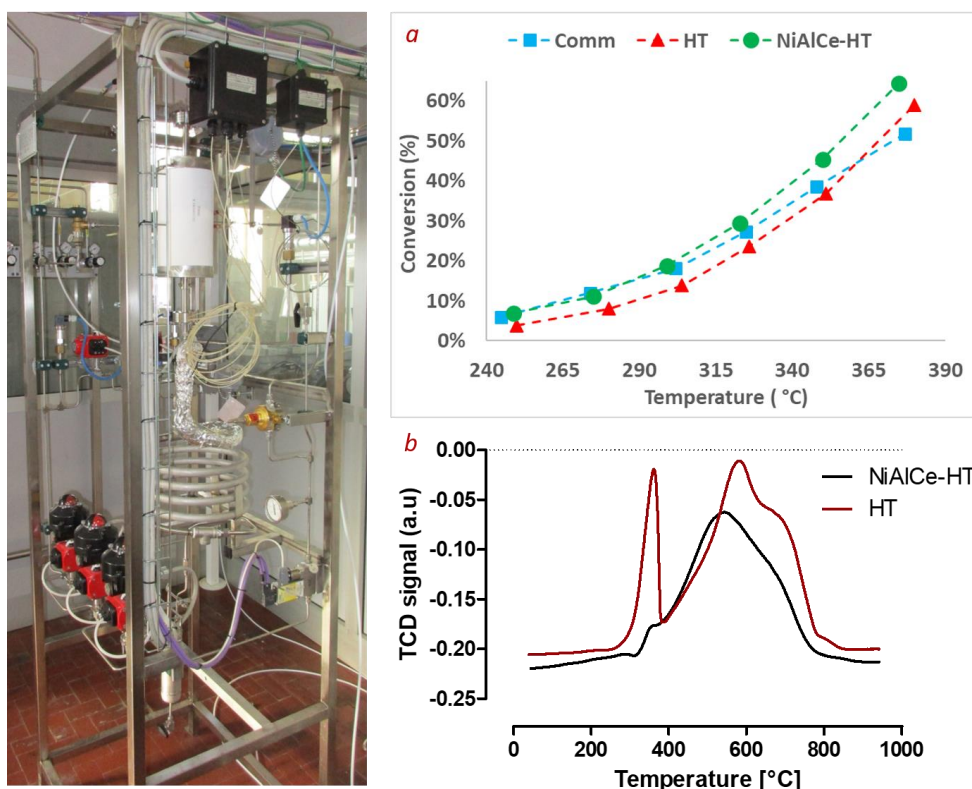 a
Comm HT NiAlCe-HT
Conversion (%)
60%
50%
40%
30%
20%
10%
0%
240 265 290 315 340 365 390
Temperature ( °C)
b
TCD signal (a.u)
0.00
-0.05
-0.10
-0.15
-0.20
-0.25
NiAlCe-HT
HT
0 200 400 600 800 1000
Temperature [°C]